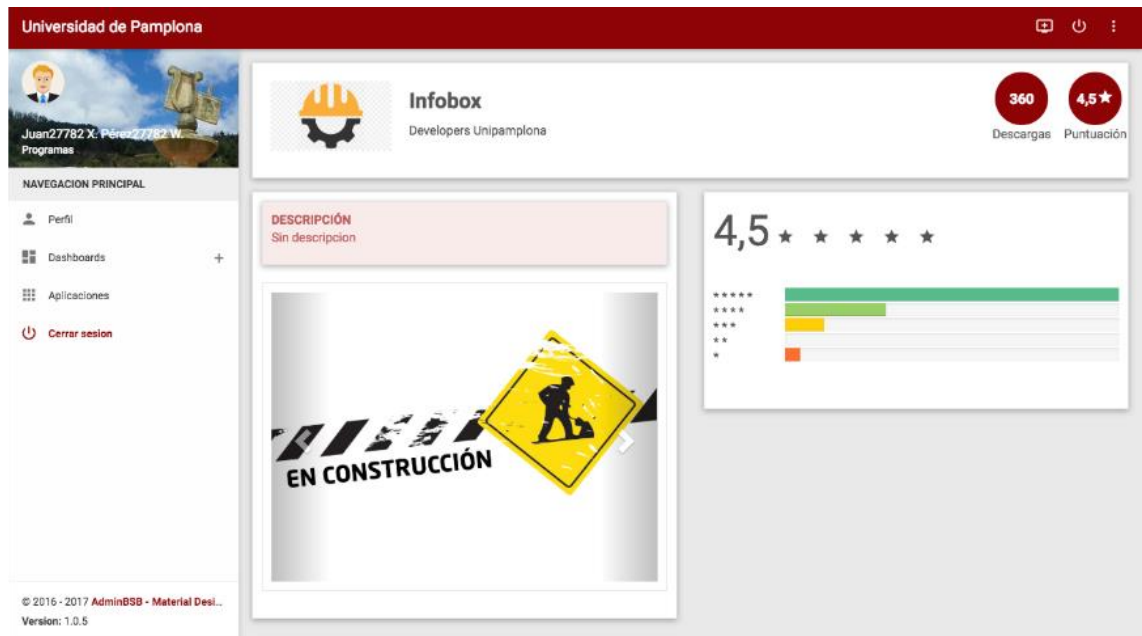 Universidad de Pamplona
Juan27782 X. Pérez27782 W.
Programas
NAVEGACION PRINCIPAL
Perfil
Dashboards
Aplicaciones
Cerrar sesion
© 2016 - 2017 AdminBSB - Material Desi...
Version: 1.0.5
Infobox
Developers Unipamplona
360
Descargas
4,5★
Puntuación
DESCRIPCIÓN
Sin descripcion
EN CONSTRUCCIÓN
4,5 ★ ★ ★ ★ ★
★★★★★
★★★★
★★★
★★
★